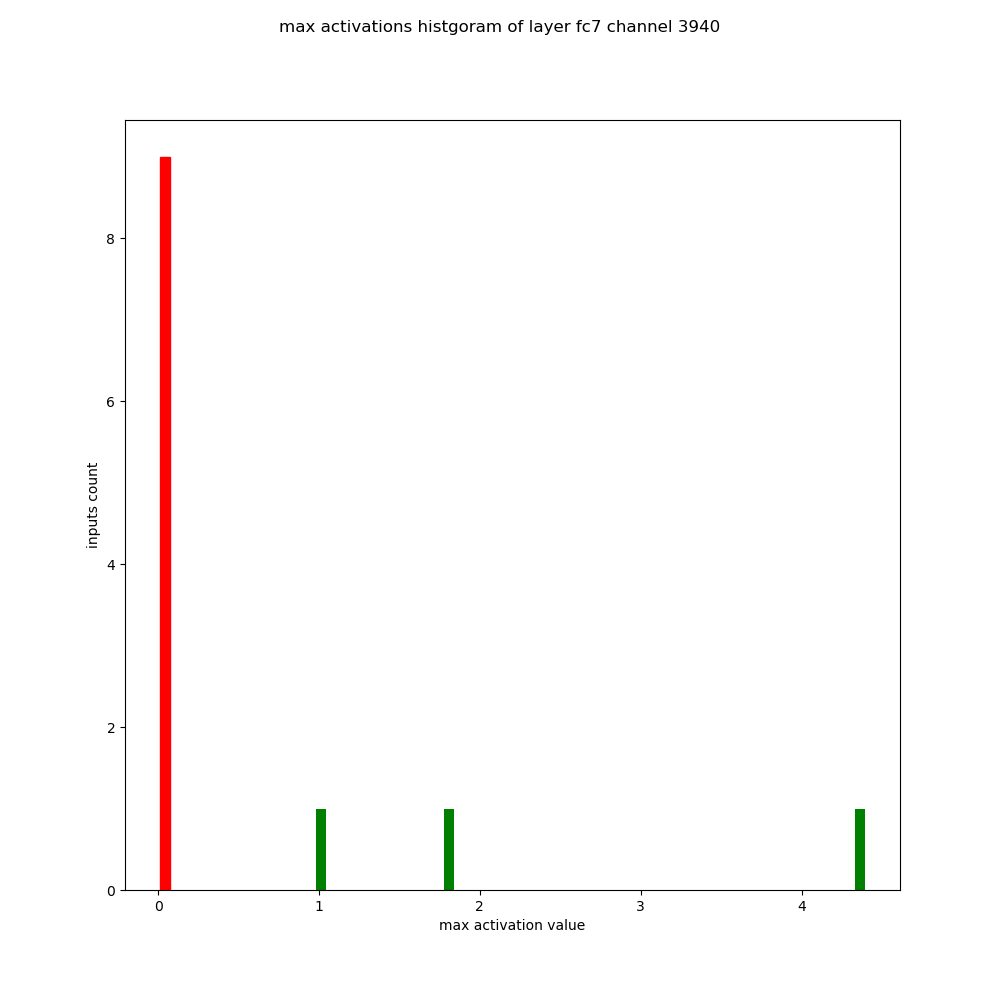 max activations histgoram of layer fc7 channel 3940
8
6
4
2
0
inputs count
0 1 2 3 4
max activation value